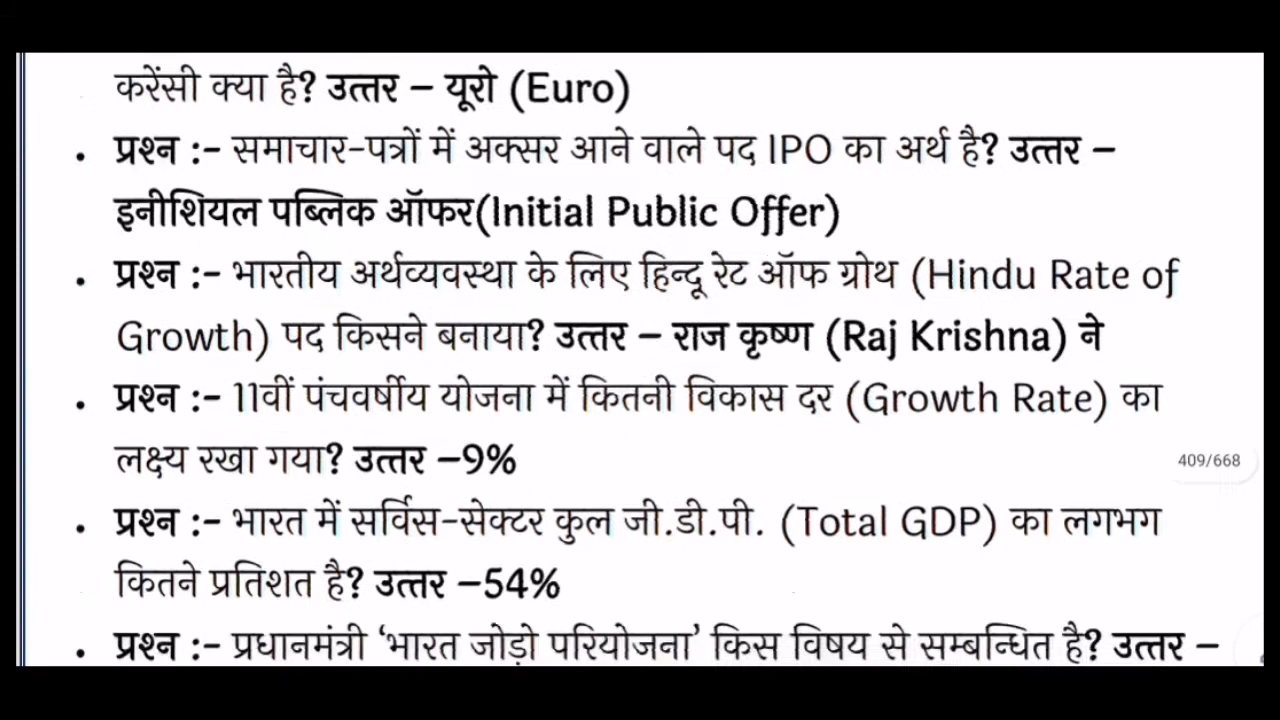 करेंसी क्या है? उत्तर – यूरो (Euro)
• प्रश्न :- समाचार-पत्रों में अक्सर आने वाले पद IPO का अर्थ है? उत्तर –
इनीशियल पब्लिक ऑफर(Initial Public Offer)
• प्रश्न :- भारतीय अर्थव्यवस्था के लिए हिन्दू रेट ऑफ ग्रोथ (Hindu Rate of
Growth) पद किसने बनाया? उत्तर – राज कृष्ण (Raj Krishna) ने
• प्रश्न :- 11वीं पंचवर्षीय योजना में कितनी विकास दर (Growth Rate) का
लक्ष्य रखा गया? उत्तर –9%
409/668
• प्रश्न :- भारत में सर्विस-सेक्टर कुल जी.डी.पी. (Total GDP) का लगभग
कितने प्रतिशत है? उत्तर –54%
• प्रश्न :- प्रधानमंत्री ‘भारत जोड़ो परियोजना’ किस विषय से सम्बन्धित है? उत्तर –